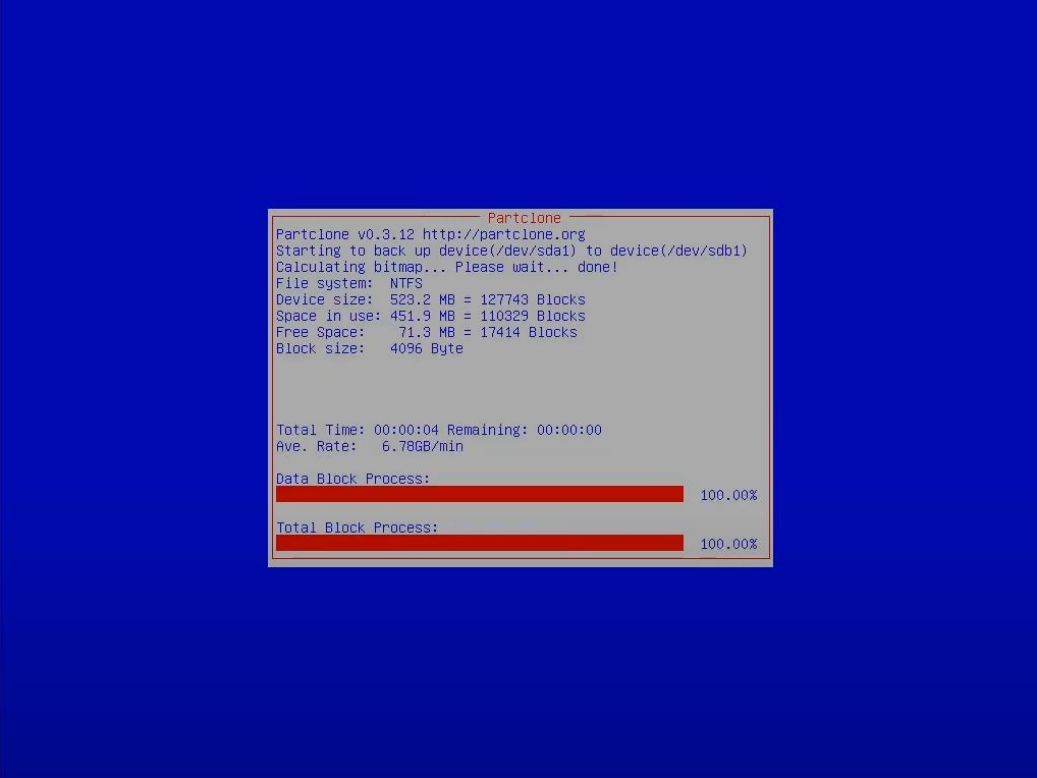 Partclone
Partclone v0.3.12 http://partclone.org
Starting to back up device(/dev/sda1) to device(/dev/sdb1)
Calculating bitmap... Please wait... done!
File system: NTFS
Device size: 523.2 MB = 127743 Blocks
Space in use: 451.9 MB = 110329 Blocks
Free Space: 71.3 MB = 17414 Blocks
Block size: 4096 Byte
Total Time: 00:00:04 Remaining: 00:00:00
Ave. Rate: 6.78GB/min
Data Block Process:
100.00%
Total Block Process:
100.00%